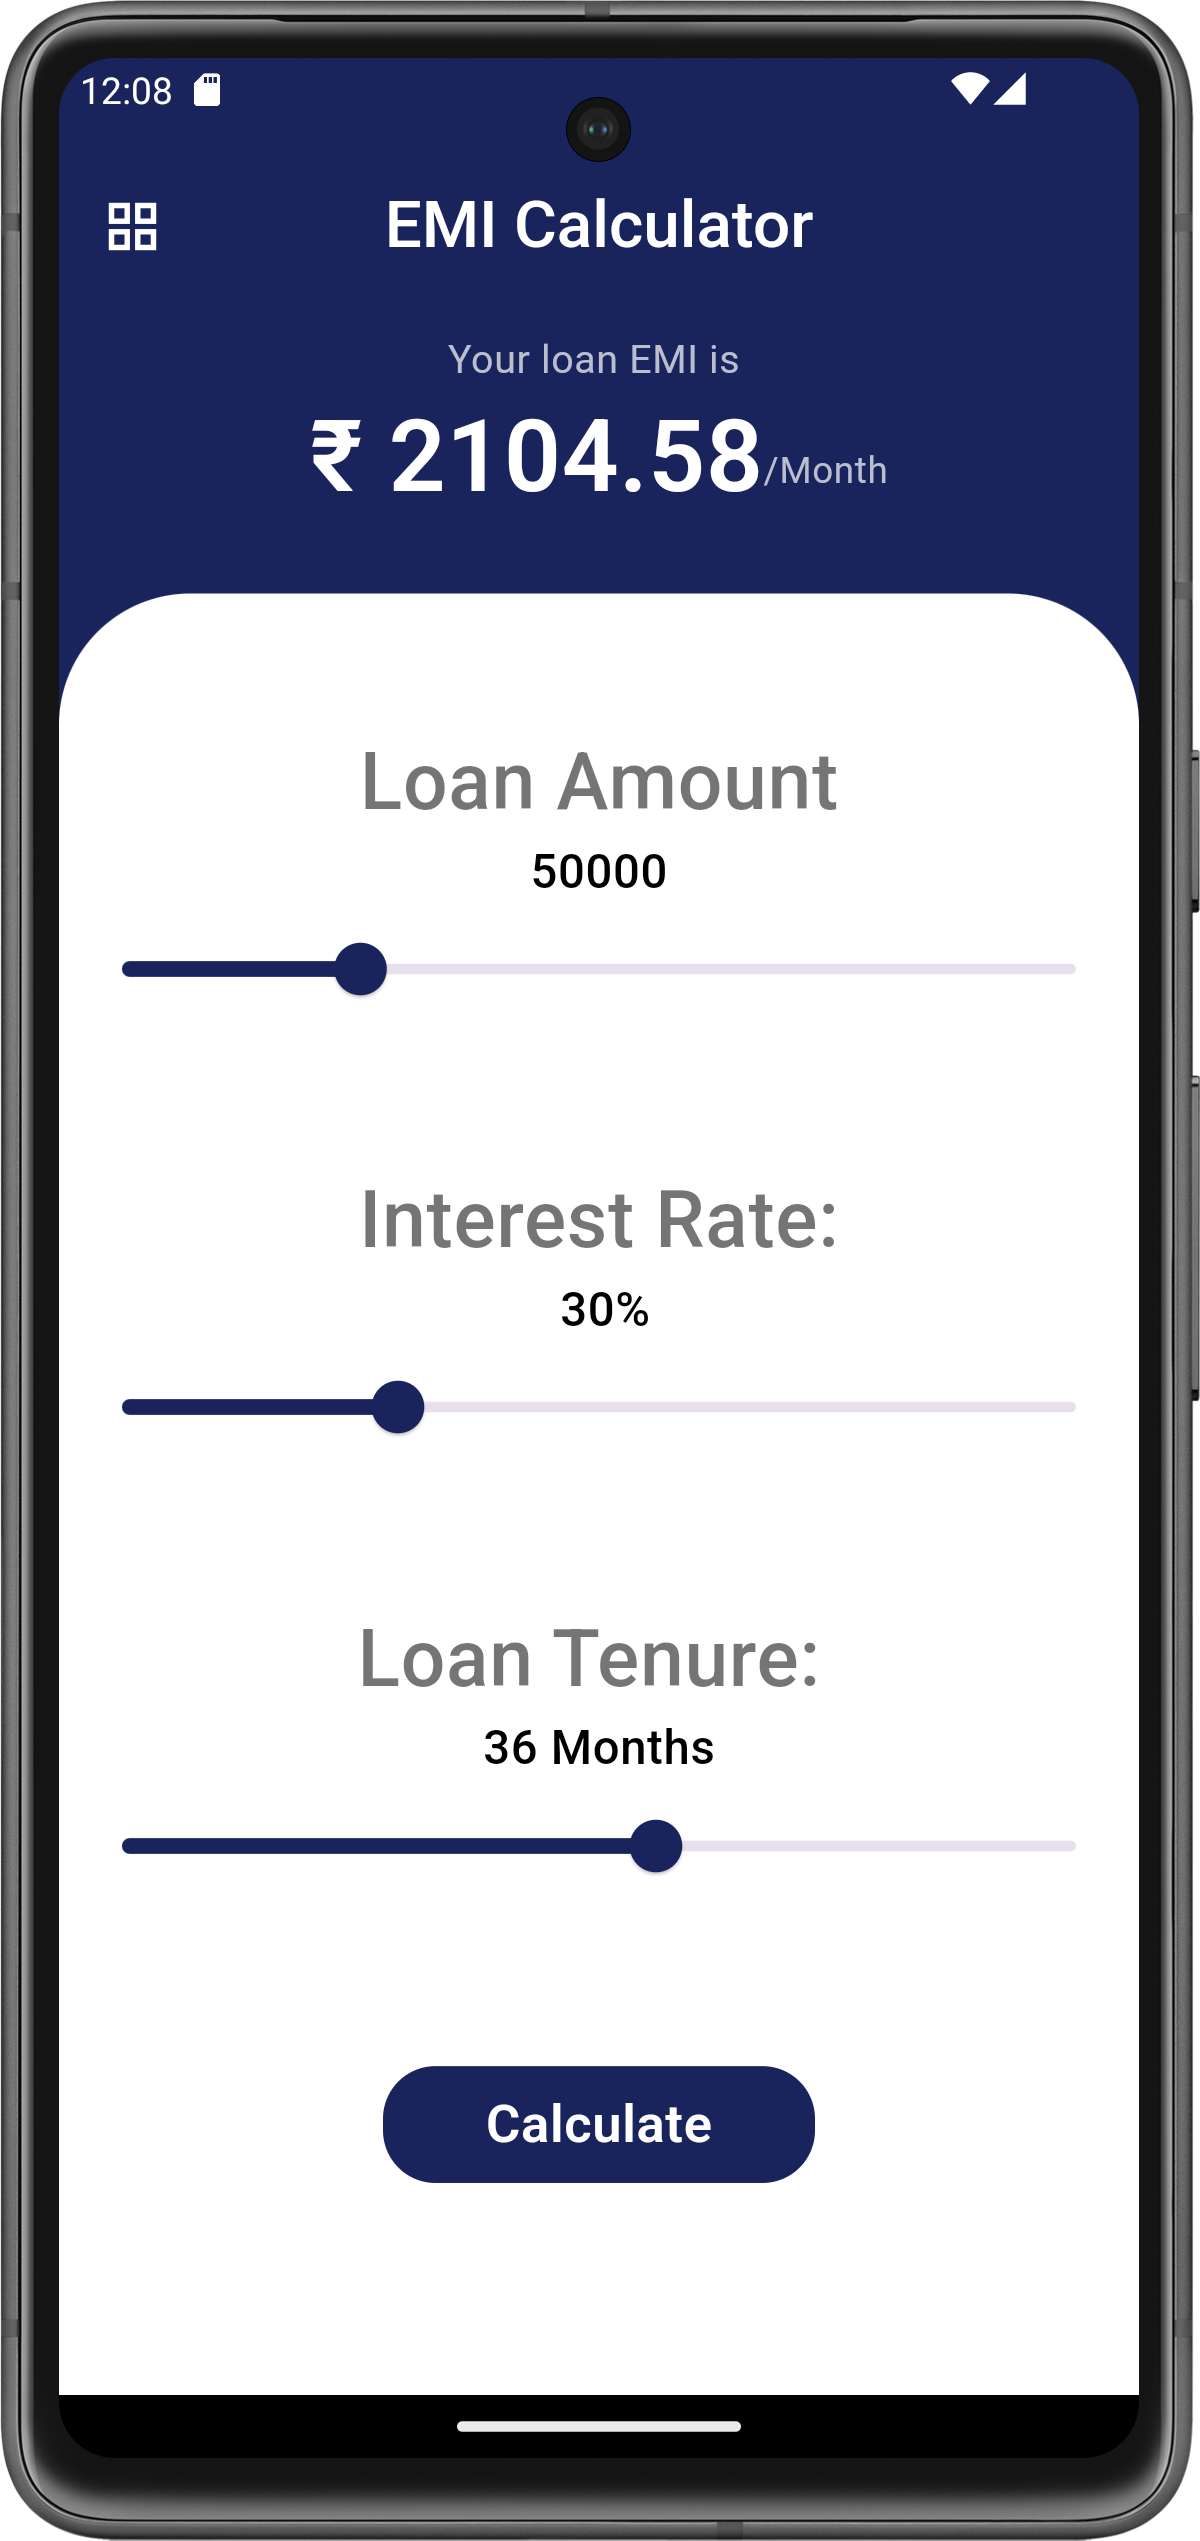 12:08
EMI Calculator
Your loan EMI is
₹ 2104.58/Month
Loan Amount
50000
Interest Rate:
30%
Loan Tenure:
36 Months
Calculate